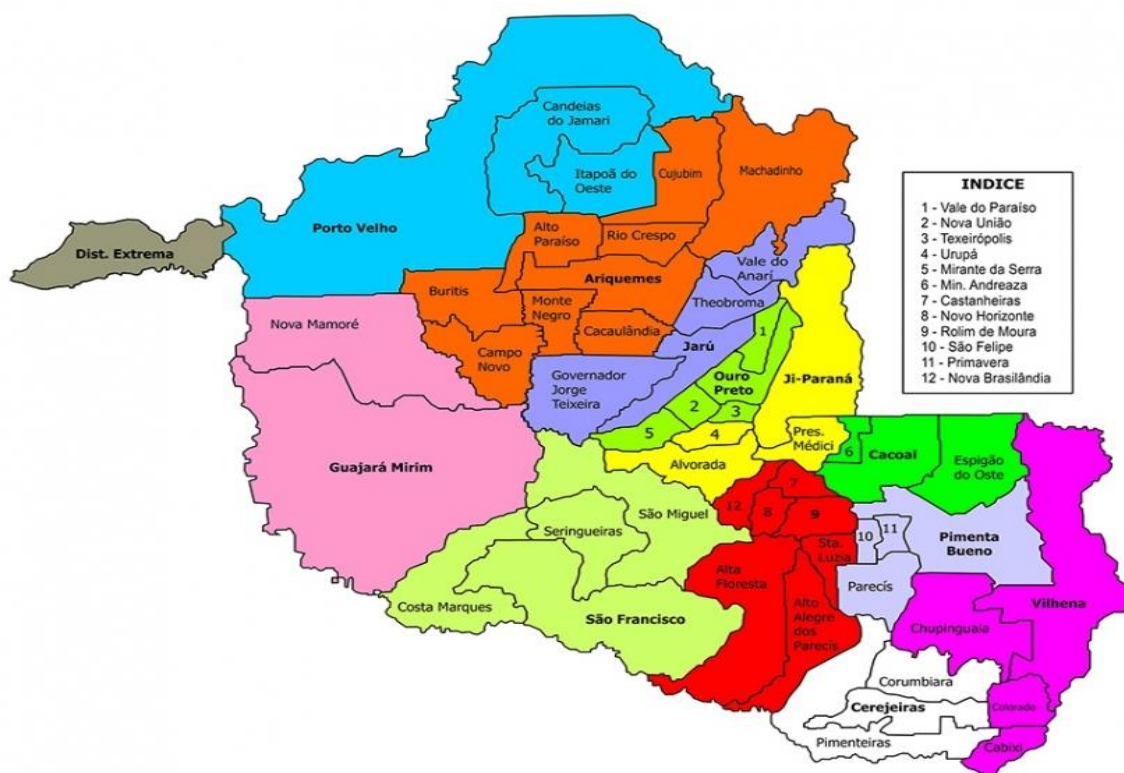 Candeias
do Jamari
Itapoã do
Oeste
Cujubim
Machadinho
Porto Velho
Dist. Extrema
Alto
Paraíso
Rio Crespo
Buritis
Ariquemes
Monte
Negro
Cacaulândia
Campo
Novo
Vale do
Anarí
Theobroma
Jarú
Governador
Jorge
Teixeira
Nova Mamoré
Guajará Mirim
1
Ouro
Preto
2
3
5
4
Ji-Paraná
Pres.
Médici
Alvorada
6
Cacoal
Espigão
do Oste
São Miguel
Seringueiras
Costa Marques
São Francisco
7
12
8
9
Sta.
Luzia
Alta
Floresta
Alto
Alegre
dos
Parecís
10
11
Pimenta
Bueno
Parecís
Vilhena
Chupinguaia
Corumbiara
Cerejeiras
Colorado
Pimenteiras
Cabixi
INDICE
1 - Vale do Paraíso
2 - Nova União
3 - Texeirópolis
4 - Urupá
5 - Mirante da Serra
6 - Min. Andreaza
7 - Castanheiras
8 - Novo Horizonte
9 - Rolim de Moura
10 - São Felipe
11 - Primavera
12 - Nova Brasilândia